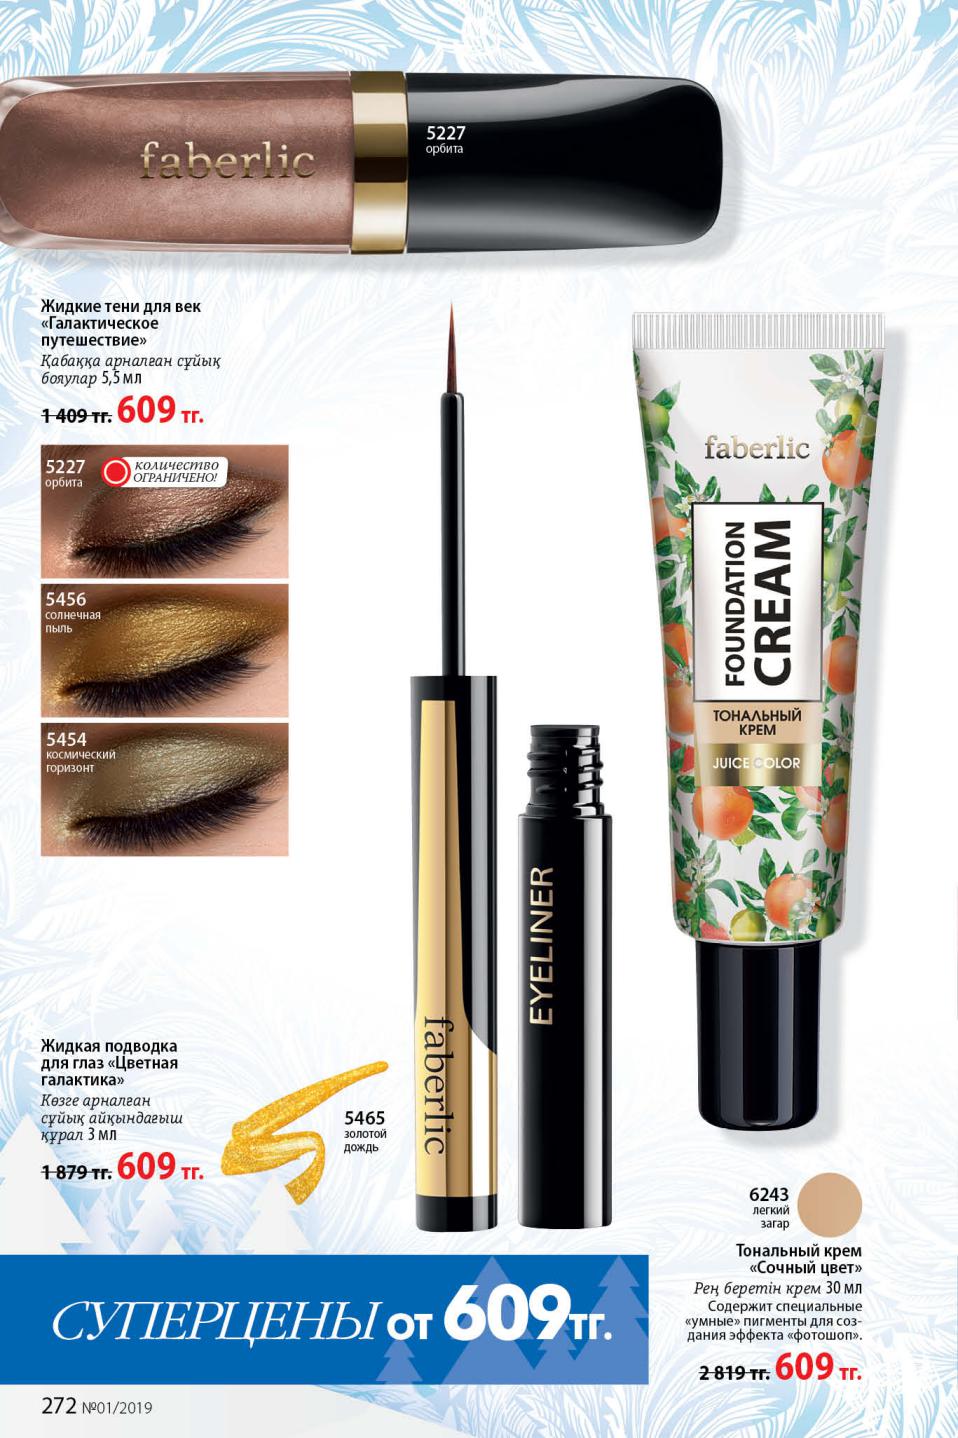 faberlic
5227
орбита
Жидкие тени для век
«Галактическое
путешествие»
Қабаққа арналған сұйық
бояулар 5,5 мл
1 409 тг. 609 тг.
5227
орбита
КОЛИЧЕСТВО
ОГРАНИЧЕНО!
5456
солнечная
пыль
5454
космический
горизонт
faberlic
FOUNDATION
CREAM
ТОНАЛЬНЫЙ
КРЕМ
JUICE COLOR
EYELINER
faberlic
Жидкая подводка
для глаз «Цветная
галактика»
Көзге арналған
сұйық айқындағыш
құрал 3 мл
1 879 тг. 609 тг.
5465
золотой
дождь
6243
легкий
загар
Тональный крем
«Сочный цвет»
Рең беретін крем 30 мл
Содержит специальные
«умные» пигменты для соз-
дания эффекта «фотошоп».
2 819 тг. 609 тг.
СУПЕРЦЕНЫ от 609тг.
272 №01/2019